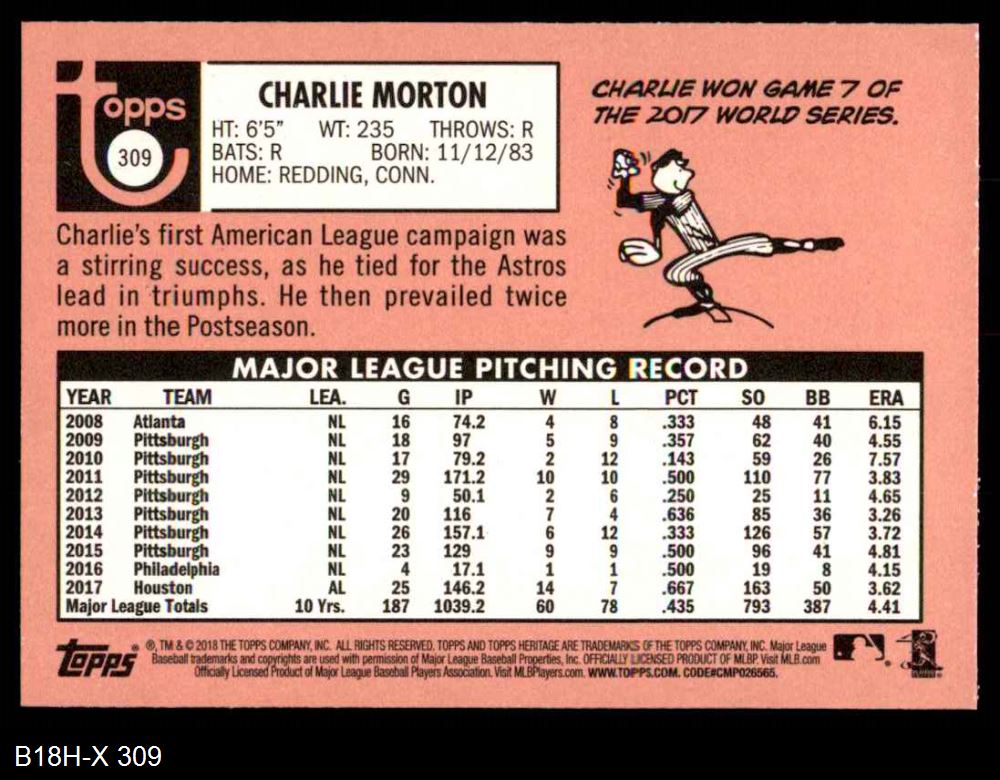 Topps
309
CHARLIE MORTON
HT: 6'5" WT: 235 THROWS: R
BATS: R BORN: 11/12/83
HOME: REDDING, CONN.
CHARLIE WON GAME 7 OF
THE 2017 WORLD SERIES.
Charlie's first American League campaign was
a stirring success, as he tied for the Astros
lead in triumphs. He then prevailed twice
more in the Postseason.
MAJOR LEAGUE PITCHING RECORD
YEAR TEAM LEA. G IP W L PCT SO BB ERA
2008 Atlanta NL 16 74.2 4 8 .333 48 41 6.15
2009 Pittsburgh NL 18 97 5 9 .357 62 40 4.55
2010 Pittsburgh NL 17 79.2 2 12 .143 59 26 7.57
2011 Pittsburgh NL 29 171.2 10 10 .500 110 77 3.83
2012 Pittsburgh NL 9 50.1 2 6 .250 25 11 4.65
2013 Pittsburgh NL 20 116 7 4 .636 85 36 3.26
2014 Pittsburgh NL 26 157.1 6 12 .333 126 57 3.72
2015 Pittsburgh NL 23 129 9 9 .500 96 41 4.81
2016 Philadelphia NL 4 17.1 1 1 .500 19 8 4.15
2017 Houston AL 25 146.2 14 7 .667 163 50 3.62
Major League Totals 10 Yrs. 187 1039.2 60 78 .435 793 387 4.41
Topps ®, TM & © 2018 THE TOPPS COMPANY, INC. ALL RIGHTS RESERVED. TOPPS AND TOPPS HERITAGE ARE TRADEMARKS OF THE TOPPS COMPANY, INC. Major League
Baseball trademarks and copyrights are used with permission of Major League Baseball Properties, Inc. OFFICIALLY LICENSED PRODUCT OF MLBP. Visit MLB.com
Officially Licensed Product of Major League Baseball Players Association. Visit MLBPlayers.com. WWW.TOPPS.COM. CODE#CMP026565.
B18H-X 309